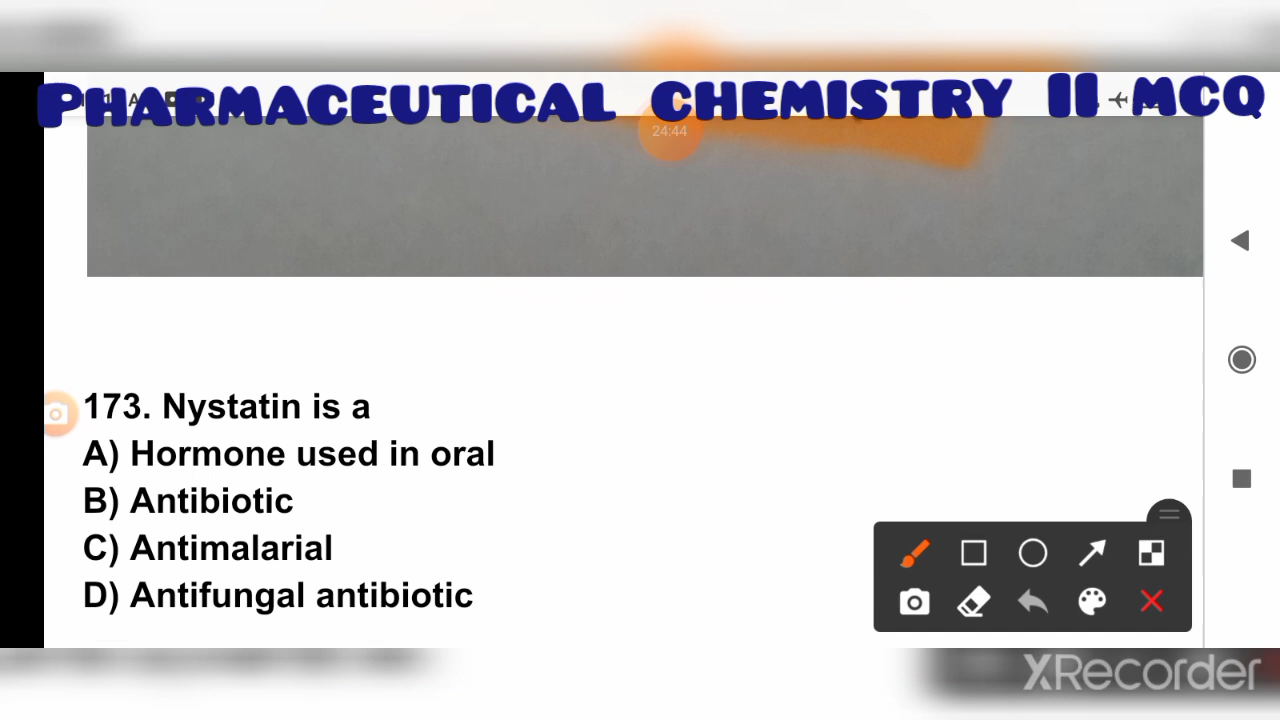 PHARMACEUTICAL CHEMISTRY II MCQ
24:44
173. Nystatin is a
A) Hormone used in oral
B) Antibiotic
C) Antimalarial
D) Antifungal antibiotic
XRecorder